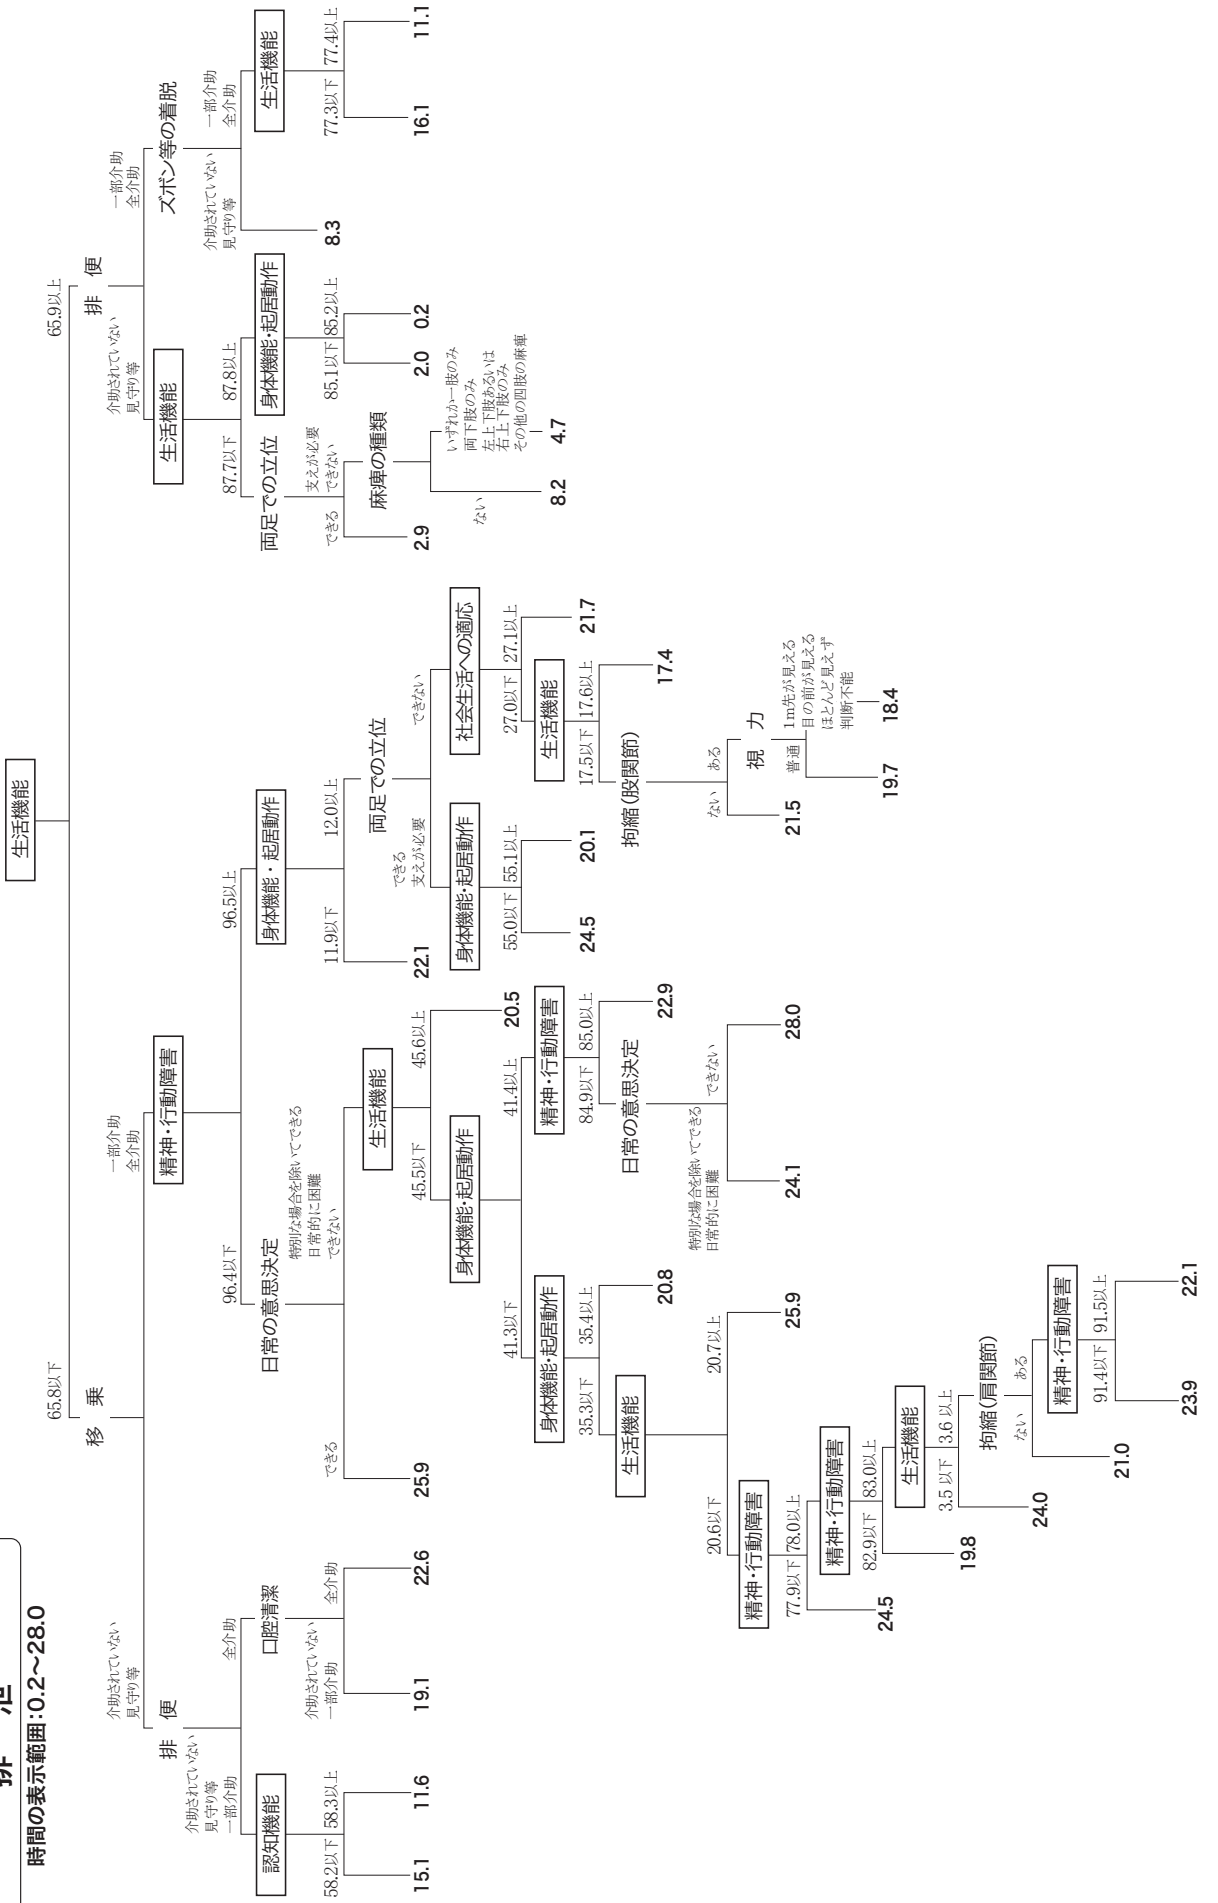 排　泄
時間の表示範囲：0.2〜28.0
生活機能
65.8以下
65.9以上
移　乗
介助されていない
見守り等
一部介助
全介助
排　便
介助されていない
見守り等
一部介助
全介助
認知機能
58.2以下
58.3以上
15.1
11.6
口腔清潔
介助されていない
一部介助
全介助
19.1
22.6
精神・行動障害
96.4以下
96.5以上
日常の意思決定
できる
特別な場合を除いてできる
日常的に困難
できない
25.9
生活機能
45.5以下
45.6以上
20.5
身体機能・起居動作
41.3以下
41.4以上
身体機能・起居動作
35.3以下
35.4以上
20.8
生活機能
20.6以下
20.7以上
25.9
精神・行動障害
77.9以下
78.0以上
24.5
精神・行動障害
82.9以下
83.0以上
19.8
生活機能
3.5 以下
3.6 以上
24.0
拘縮（肩関節）
ない
ある
21.0
精神・行動障害
91.4以下
91.5以上
23.9
22.1
精神・行動障害
84.9以下
85.0以上
22.9
日常の意思決定
特別な場合を除いてできる
日常的に困難
できない
24.1
28.0
身体機能・起居動作
11.9以下
12.0以上
22.1
両足での立位
できる
支えが必要
できない
身体機能・起居動作
55.0以下
55.1以上
24.5
20.1
社会生活への適応
27.0以下
27.1以上
21.7
生活機能
17.5以下
17.6以上
17.4
拘縮（股関節）
ない
ある
21.5
視　力
普通
1m先が見える
目の前が見える
ほとんど見えず
判断不能
19.7
18.4
排　便
介助されていない
見守り等
一部介助
全介助
生活機能
87.7以下
87.8以上
両足での立位
できる
支えが必要
できない
2.9
麻痺の種類
ない
いずれか一肢のみ
両下肢のみ
左上下肢あるいは
右上下肢のみ
その他の四肢の麻痺
8.2
4.7
身体機能・起居動作
85.1以下
85.2以上
2.0
0.2
ズボン等の着脱
介助されていない
見守り等
一部介助
全介助
8.3
生活機能
77.3以下
77.4以上
16.1
11.1